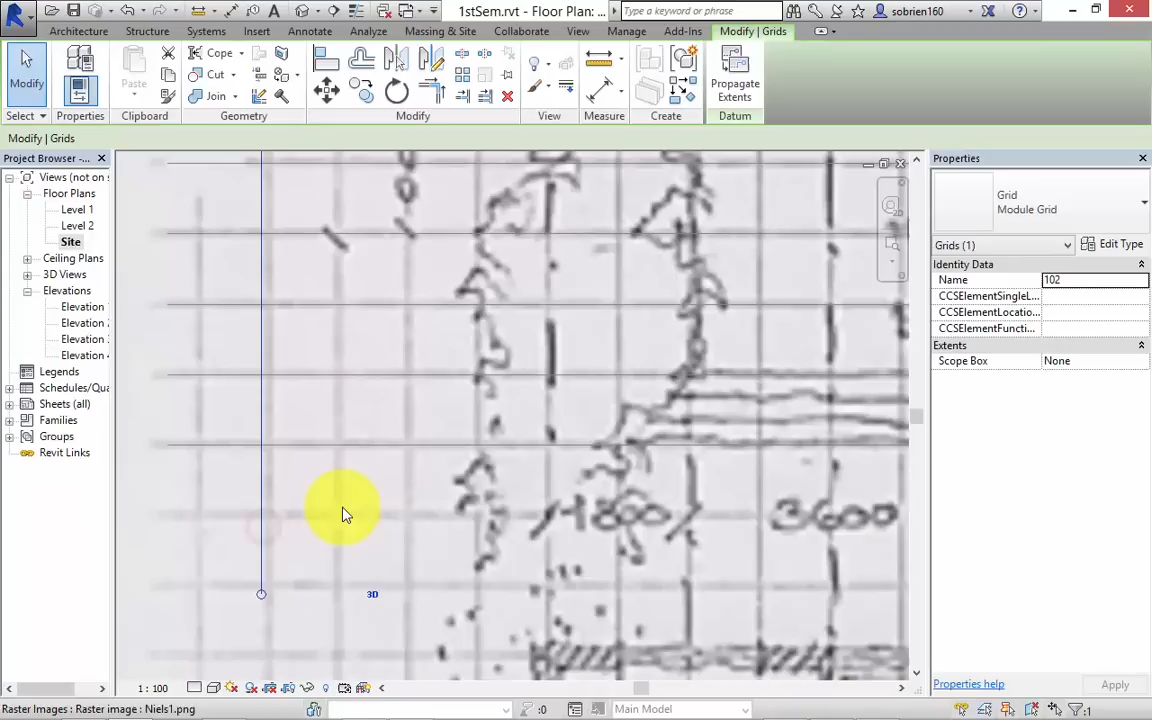 1stSem.rvt - Floor Plan: ...
Type a keyword or phrase
sobrien160
Architecture Structure Systems Insert Annotate Analyze Massing & Site Collaborate View Manage Add-Ins Modify | Grids
Modify
Paste
Cope
Cut
Join
Propagate
Extents
Select Properties Clipboard Geometry Modify View Measure Create Datum
Modify | Grids
Project Browser -...
Views (not on s
Floor Plans
Level 1
Level 2
Site
Ceiling Plans
3D Views
Elevations
Elevation
Elevation
Elevation
Elevation
Legends
Schedules/Qua
Sheets (all)
Families
Groups
Revit Links
1800
3600
3D
2D
Properties
Grid
Module Grid
Grids (1)
Edit Type
Identity Data
Name 102
CCSElementSingleL...
CCSElementLocatio...
CCSElementFuncti...
Extents
Scope Box None
Properties help
Apply
1 : 100
Raster Images : Raster image : Niels1.png
:0
Main Model
:1